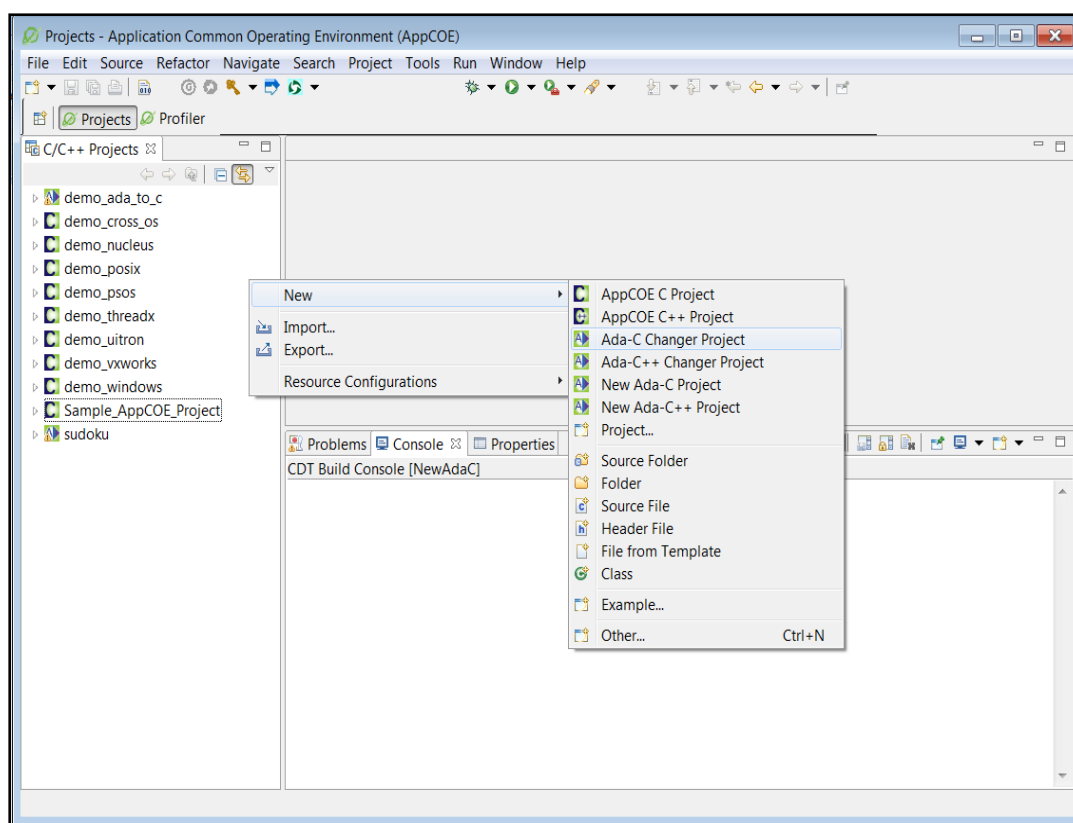 Projects - Application Common Operating Environment (AppCOE)
File Edit Source Refactor Navigate Search Project Tools Run Window Help
Projects Profiler
C/C++ Projects
demo_ada_to_c
demo_cross_os
demo_nucleus
demo_posix
demo_psos
demo_threadx
demo_uitron
demo_vxworks
demo_windows
Sample_AppCOE_Project
sudoku
New
Import...
Export...
Resource Configurations
AppCOE C Project
AppCOE C++ Project
Ada-C Changer Project
Ada-C++ Changer Project
New Ada-C Project
New Ada-C++ Project
Project...
Source Folder
Folder
Source File
Header File
File from Template
Class
Example...
Other... Ctrl+N
Problems Console Properties
CDT Build Console [NewAdaC]